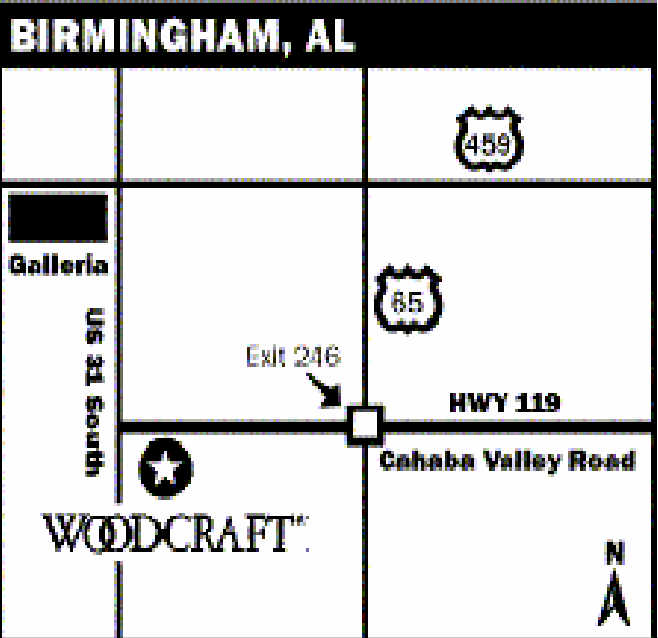 BIRMINGHAM, AL
459
Galleria
65
US 31 South
Exit 246
HWY 119
Cahaba Valley Road
WOODCRAFT
N